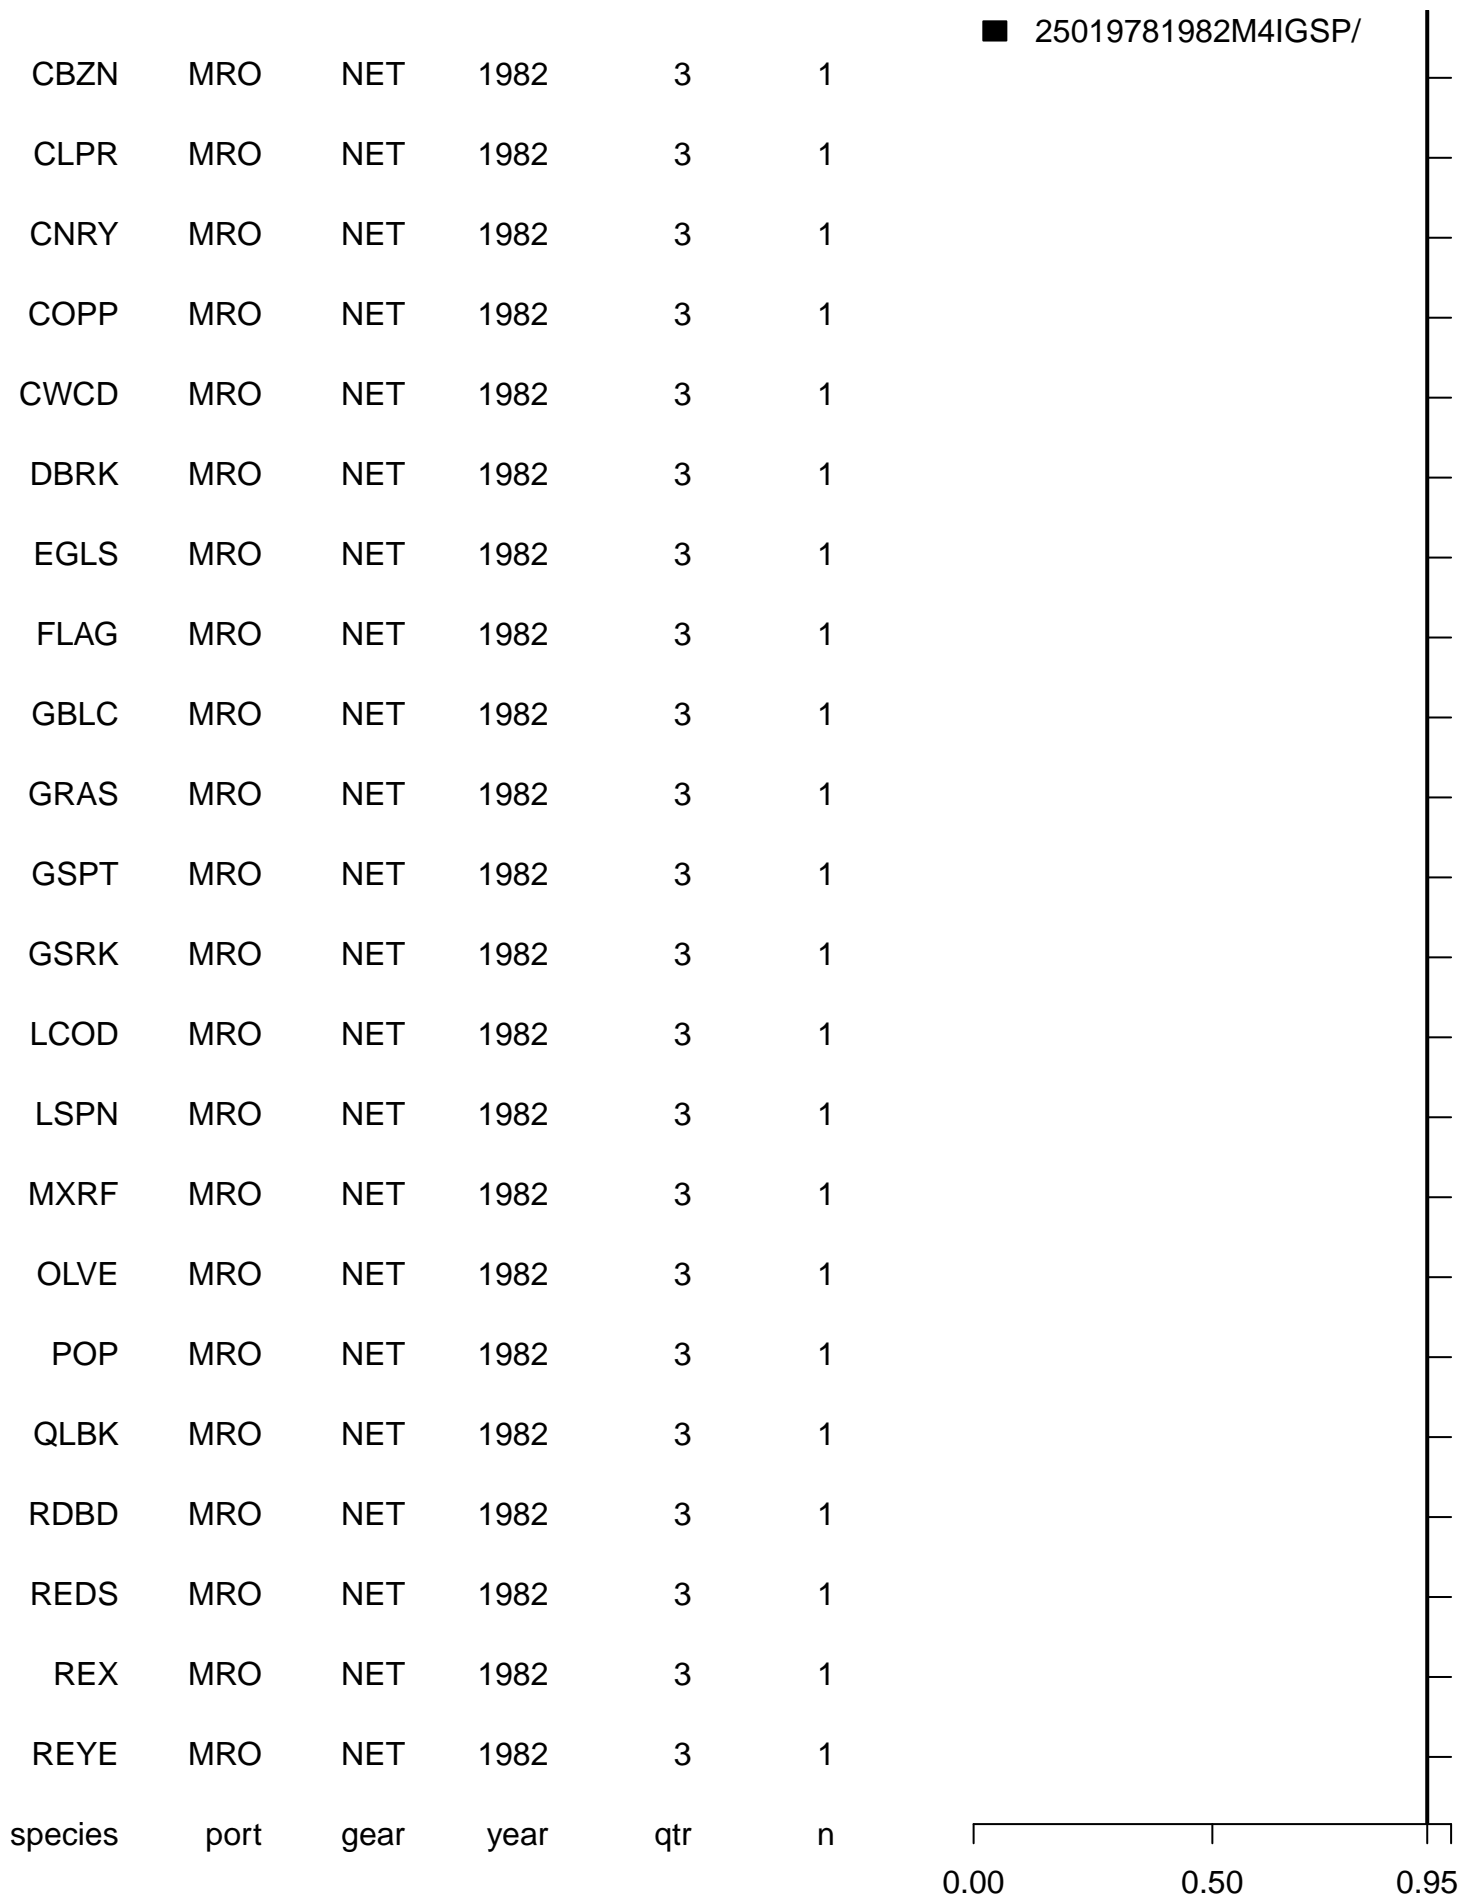 25019781982M4IGSP/
CBZN MRO NET 1982 3 1
CLPR MRO NET 1982 3 1
CNRY MRO NET 1982 3 1
COPP MRO NET 1982 3 1
CWCD MRO NET 1982 3 1
DBRK MRO NET 1982 3 1
EGLS MRO NET 1982 3 1
FLAG MRO NET 1982 3 1
GBLC MRO NET 1982 3 1
GRAS MRO NET 1982 3 1
GSPT MRO NET 1982 3 1
GSRK MRO NET 1982 3 1
LCOD MRO NET 1982 3 1
LSPN MRO NET 1982 3 1
MXRF MRO NET 1982 3 1
OLVE MRO NET 1982 3 1
POP MRO NET 1982 3 1
QLBK MRO NET 1982 3 1
RDBD MRO NET 1982 3 1
REDS MRO NET 1982 3 1
REX MRO NET 1982 3 1
REYE MRO NET 1982 3 1
species port gear year qtr n
0.00 0.50 0.95